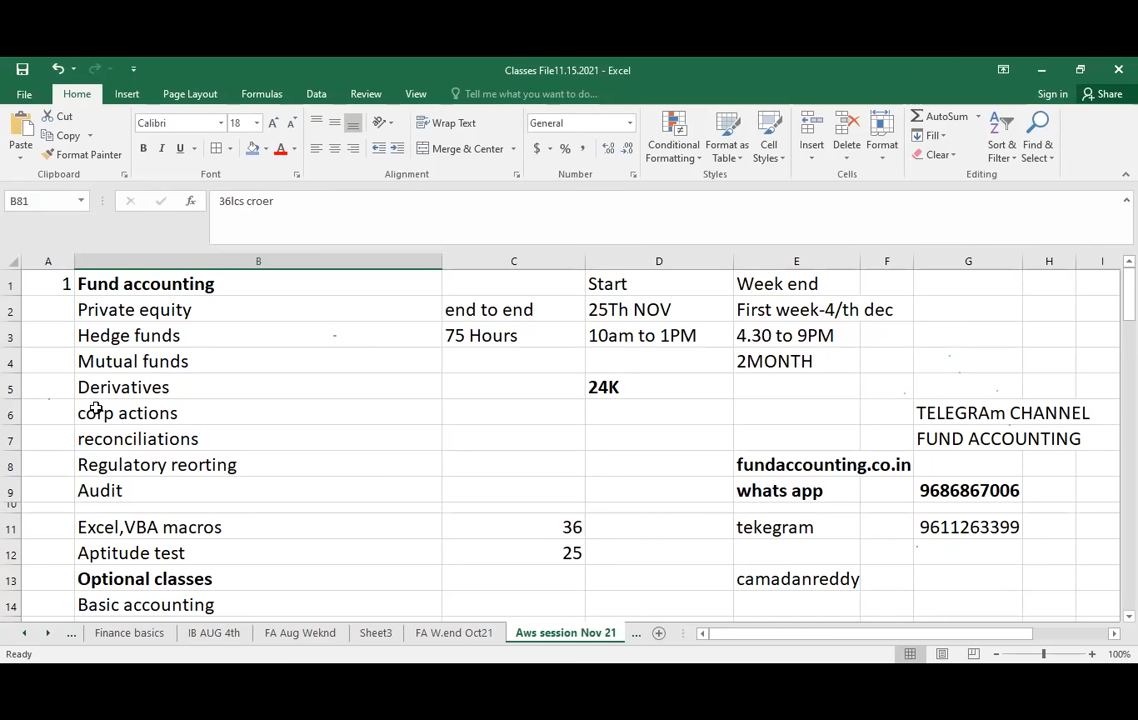 Classes File11.15.2021 - Excel
File Home Insert Page Layout Formulas Data Review View Tell me what you want to do... Sign in Share
Cut
Copy
Format Painter
Paste
Clipboard
Calibri 18
B I U
Font
Wrap Text
Merge & Center
Alignment
General
$ % ,
Number
Conditional Formatting
Format as Table
Cell Styles
Styles
Insert Delete Format
Cells
AutoSum
Fill
Clear
Sort & Filter
Find & Select
Editing
B81 fx 36lcs croer
A B C D E F G H I
1 1 Fund accounting Start Week end
2 Private equity end to end 25Th NOV First week-4/th dec
3 Hedge funds 75 Hours 10am to 1PM 4.30 to 9PM
4 Mutual funds 2MONTH
5 Derivatives 24K
6 corp actions TELEGRAm CHANNEL
7 reconciliations FUND ACCOUNTING
8 Regulatory reorting fundaccounting.co.in
9 Audit whats app 9686867006
10
11 Excel,VBA macros 36 tekegram 9611263399
12 Aptitude test 25
13 Optional classes camadanreddy
14 Basic accounting
... Finance basics IB AUG 4th FA Aug Weknd Sheet3 FA W.end Oct21 Aws session Nov 21 ...
Ready 100%